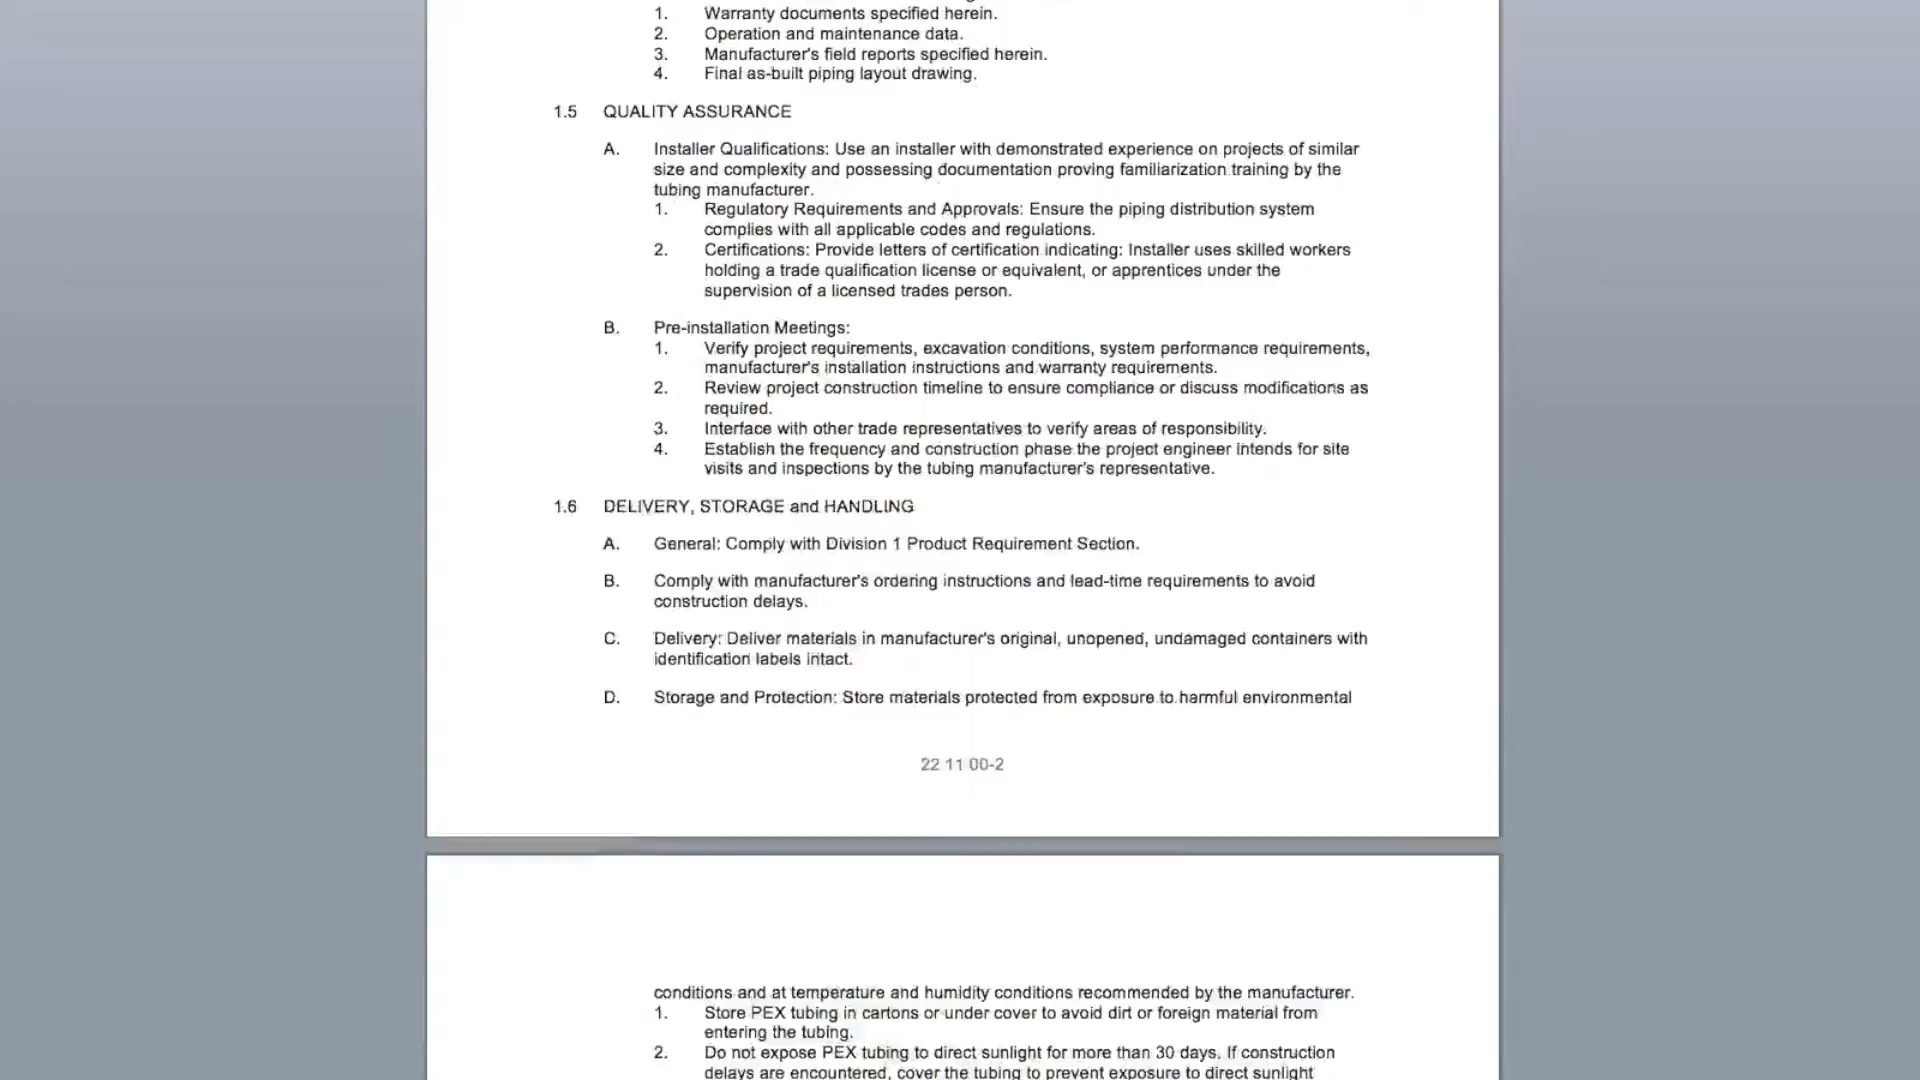 1. Warranty documents specified herein.
2. Operation and maintenance data.
3. Manufacturer's field reports specified herein.
4. Final as-built piping layout drawing.
1.5 QUALITY ASSURANCE
A. Installer Qualifications: Use an installer with demonstrated experience on projects of similar
size and complexity and possessing documentation proving familiarization training by the
tubing manufacturer.
1. Regulatory Requirements and Approvals: Ensure the piping distribution system
complies with all applicable codes and regulations.
2. Certifications: Provide letters of certification indicating: Installer uses skilled workers
holding a trade qualification license or equivalent, or apprentices under the
supervision of a licensed trades person.
B. Pre-installation Meetings:
1. Verify project requirements, excavation conditions, system performance requirements,
manufacturer's installation instructions and warranty requirements.
2. Review project construction timeline to ensure compliance or discuss modifications as
required.
3. Interface with other trade representatives to verify areas of responsibility.
4. Establish the frequency and construction phase the project engineer intends for site
visits and inspections by the tubing manufacturer's representative.
1.6 DELIVERY, STORAGE and HANDLING
A. General: Comply with Division 1 Product Requirement Section.
B. Comply with manufacturer's ordering instructions and lead-time requirements to avoid
construction delays.
C. Delivery: Deliver materials in manufacturer's original, unopened, undamaged containers with
identification labels intact.
D. Storage and Protection: Store materials protected from exposure to harmful environmental
22 11 00-2
conditions and at temperature and humidity conditions recommended by the manufacturer.
1. Store PEX tubing in cartons or under cover to avoid dirt or foreign material from
entering the tubing.
2. Do not expose PEX tubing to direct sunlight for more than 30 days. If construction
delays are encountered, cover the tubing to prevent exposure to direct sunlight